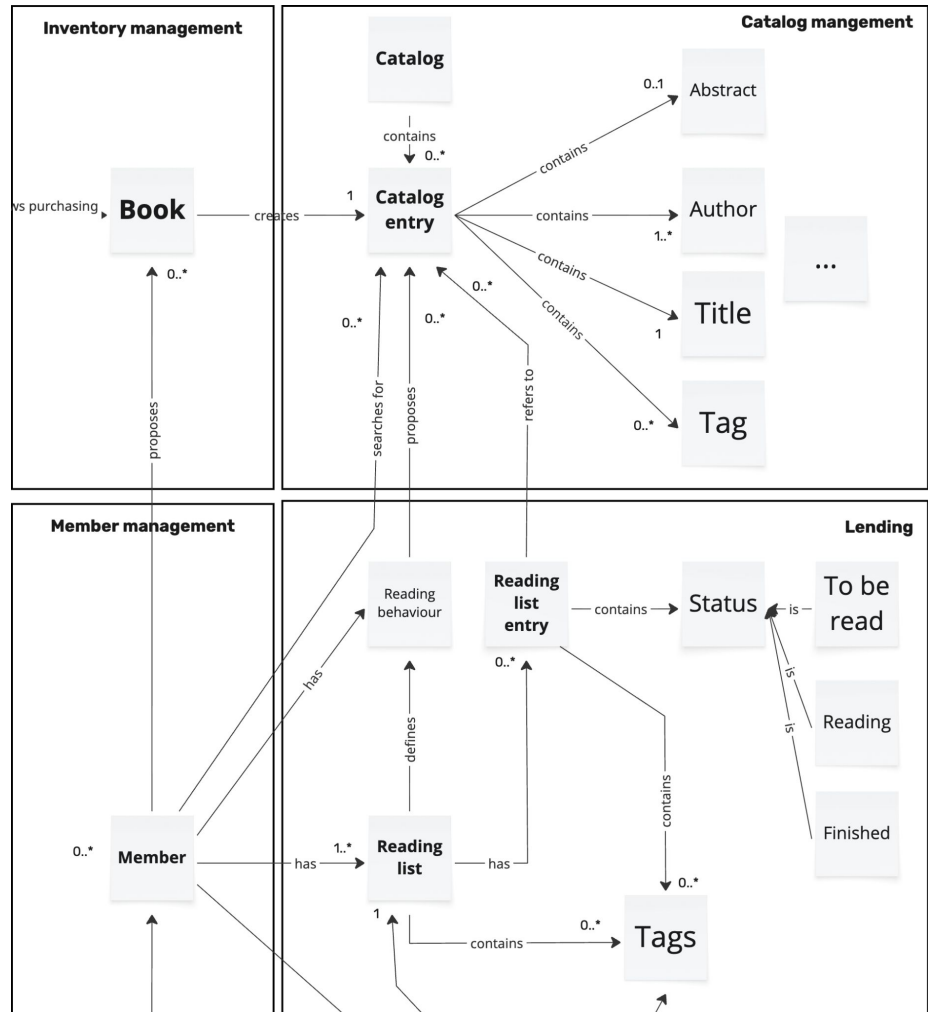 Inventory management
Catalog mangement
Catalog
contains
0..*
Abstract
0..1
contains
ws purchasing
Book
creates
1
Catalog
entry
contains
Author
1..*
...
contains
Title
1
contains
Tag
0..*
0..*
0..*
0..*
0..*
proposes
searches for
proposes
refers to
Member management
Lending
Reading
behaviour
Reading
list
entry
contains
Status
is
To be
read
is
Reading
is
Finished
has
0..*
defines
contains
0..*
Member
has
1..*
Reading
list
has
1
0..*
contains
0..*
Tags